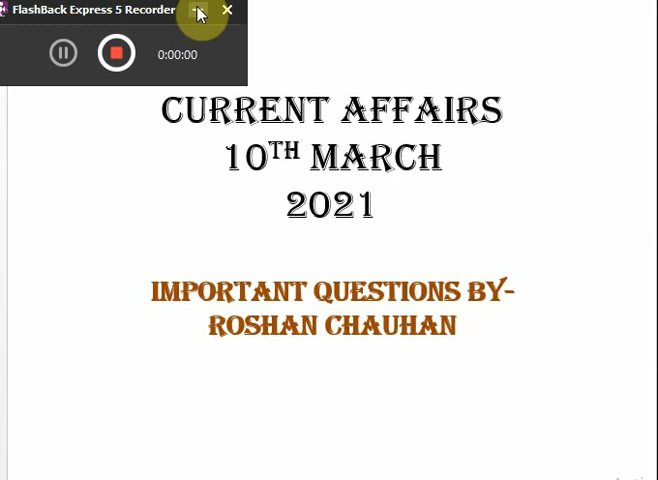 FlashBack Express 5 Recorder
0:00:00
CURRENT AFFAIRS
10TH MARCH
2021
IMPORTANT QUESTIONS BY-
ROSHAN CHAUHAN